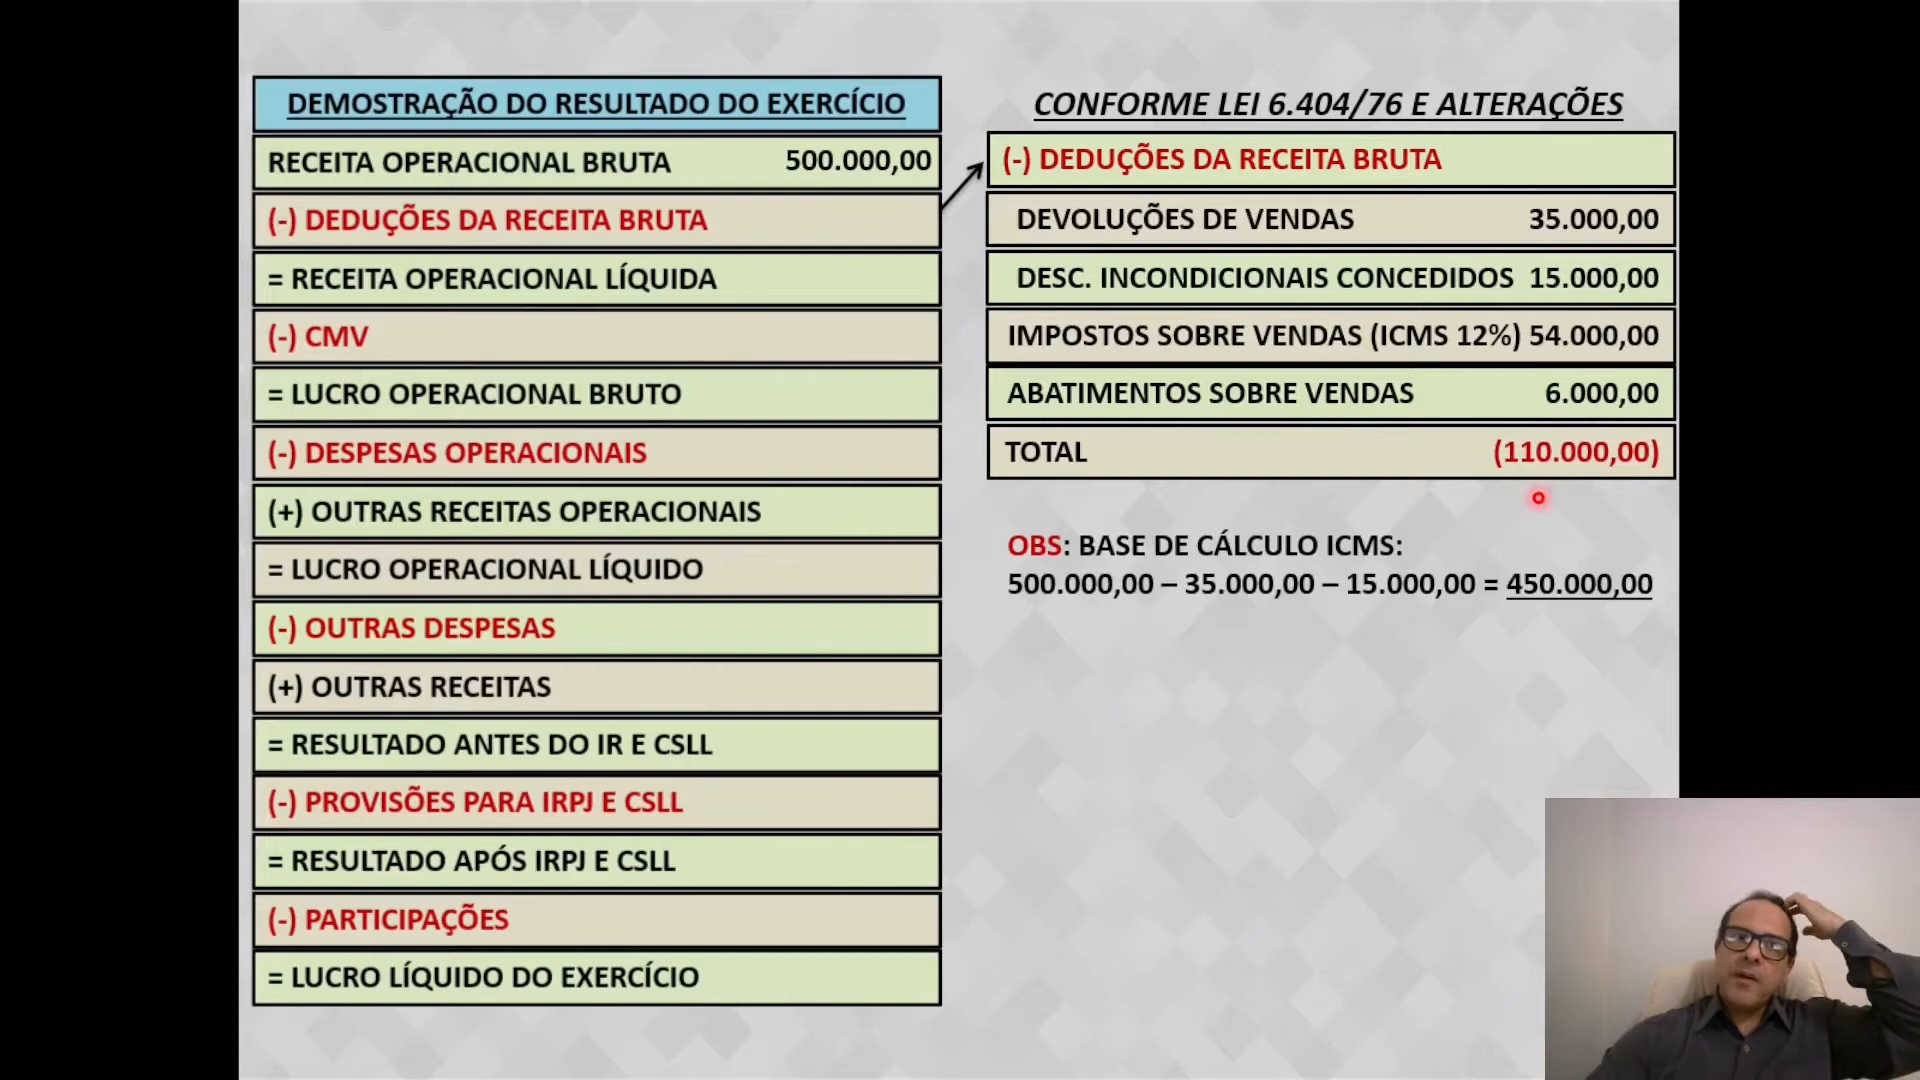 DEMOSTRAÇÃO DO RESULTADO DO EXERCÍCIO
RECEITA OPERACIONAL BRUTA 500.000,00
(-) DEDUÇÕES DA RECEITA BRUTA
= RECEITA OPERACIONAL LÍQUIDA
(-) CMV
= LUCRO OPERACIONAL BRUTO
(-) DESPESAS OPERACIONAIS
(+) OUTRAS RECEITAS OPERACIONAIS
= LUCRO OPERACIONAL LÍQUIDO
(-) OUTRAS DESPESAS
(+) OUTRAS RECEITAS
= RESULTADO ANTES DO IR E CSLL
(-) PROVISÕES PARA IRPJ E CSLL
= RESULTADO APÓS IRPJ E CSLL
(-) PARTICIPAÇÕES
= LUCRO LÍQUIDO DO EXERCÍCIO
CONFORME LEI 6.404/76 E ALTERAÇÕES
(-) DEDUÇÕES DA RECEITA BRUTA
DEVOLUÇÕES DE VENDAS 35.000,00
DESC. INCONDICIONAIS CONCEDIDOS 15.000,00
IMPOSTOS SOBRE VENDAS (ICMS 12%) 54.000,00
ABATIMENTOS SOBRE VENDAS 6.000,00
TOTAL (110.000,00)
OBS: BASE DE CÁLCULO ICMS:
500.000,00 – 35.000,00 – 15.000,00 = 450.000,00